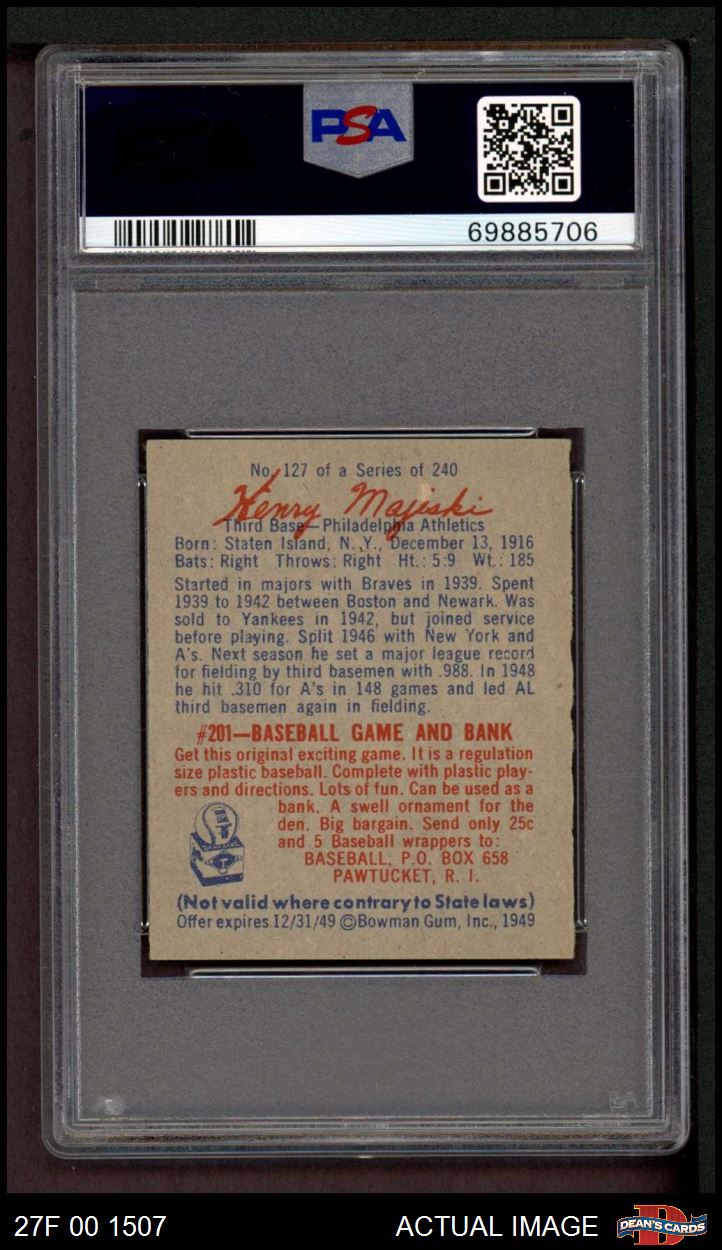 PSA
69885706
No. 127 of a Series of 240
Henry Majeski
Third Base—Philadelphia Athletics
Born: Staten Island, N. Y., December 13, 1916
Bats: Right Throws: Right Ht.: 5:9 Wt.: 185
Started in majors with Braves in 1939. Spent
1939 to 1942 between Boston and Newark. Was
sold to Yankees in 1942, but joined service
before playing. Split 1946 with New York and
A's. Next season he set a major league record
for fielding by third basemen with .988. In 1948
he hit .310 for A's in 148 games and led AL
third basemen again in fielding.
#201—BASEBALL GAME AND BANK
Get this original exciting game. It is a regulation
size plastic baseball. Complete with plastic play-
ers and directions. Lots of fun. Can be used as a
bank. A swell ornament for the
den. Big bargain. Send only 25c
and 5 Baseball wrappers to:
BASEBALL, P.O. BOX 658
PAWTUCKET, R. I.
(Not valid where contrary to State laws)
Offer expires 12/31/49 ©Bowman Gum, Inc., 1949
27F 00 1507
ACTUAL IMAGE
DEAN'S CARDS